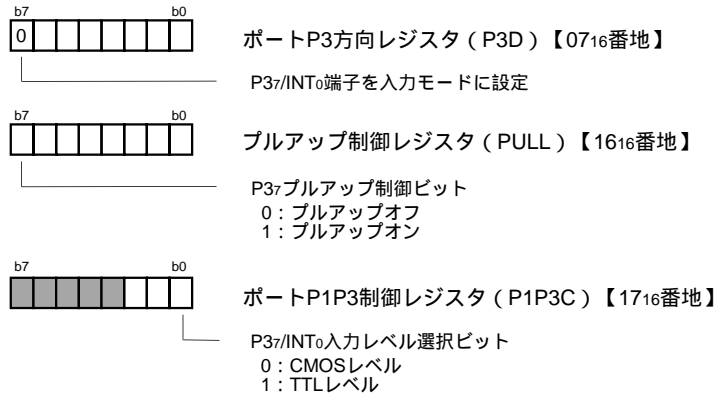 b7 b0
0
ポートP3方向レジスタ（P3D）【0716番地】
P37/INT0端子を入力モードに設定
b7 b0
プルアップ制御レジスタ（PULL）【1616番地】
P37プルアップ制御ビット
0：プルアップオフ
1：プルアップオン
b7 b0
ポートP1P3制御レジスタ（P1P3C）【1716番地】
P37/INT0入力レベル選択ビット
0：CMOSレベル
1：TTLレベル